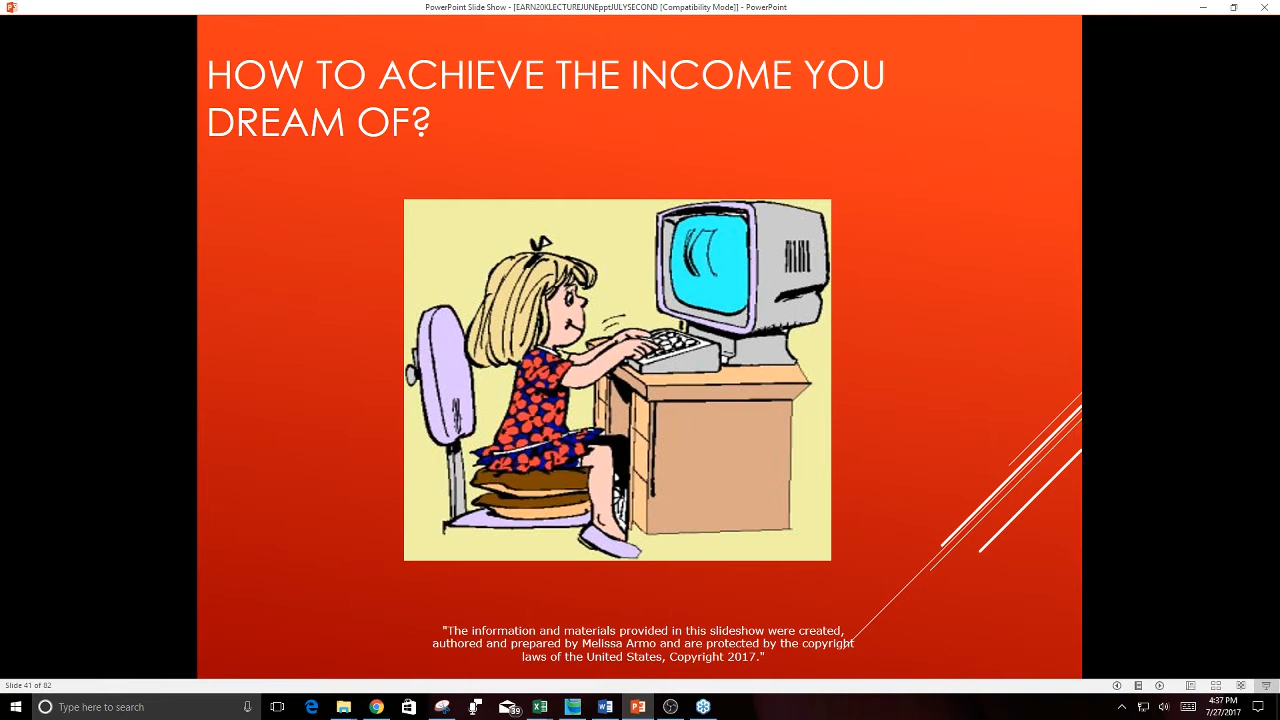 PowerPoint Slide Show - [EARN20KLECTUREJUNEpptJULYSECOND [Compatibility Mode]] - PowerPoint
HOW TO ACHIEVE THE INCOME YOU
DREAM OF?
"The information and materials provided in this slideshow were created,
authored and prepared by Melissa Armo and are protected by the copyright
laws of the United States, Copyright 2017."
Slide 41 of 82
Type here to search
39
4:37 PM
7/27/2017